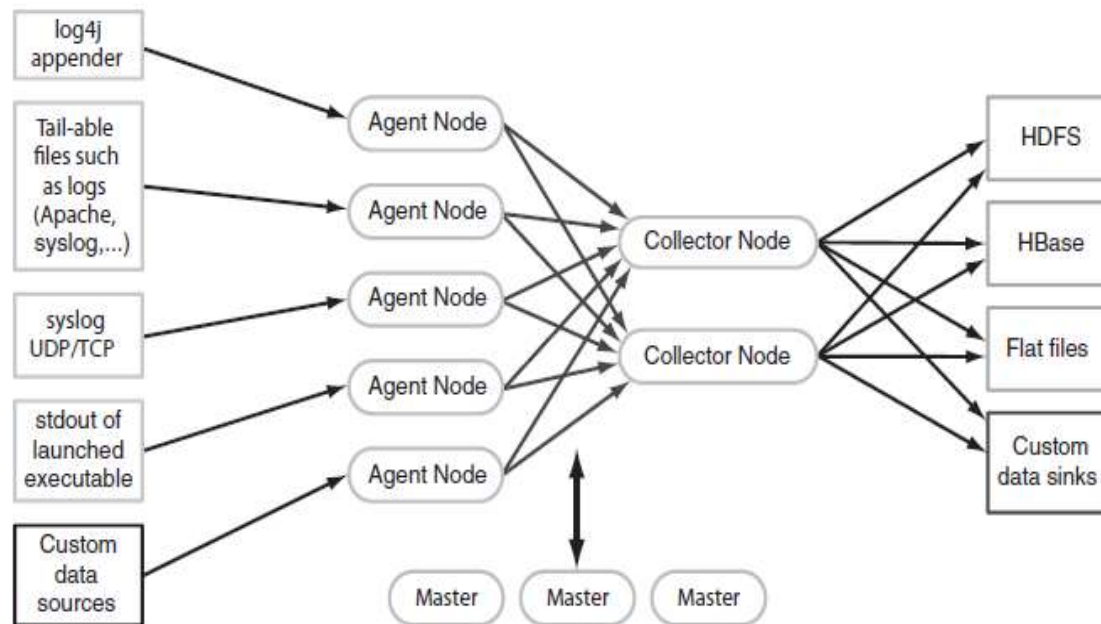 log4j
appender
Tail-able
files such
as logs
(Apache,
syslog,...)
syslog
UDP/TCP
stdout of
launched
executable
Custom
data
sources
Agent Node
Agent Node
Agent Node
Agent Node
Agent Node
Collector Node
Collector Node
Master
Master
Master
HDFS
HBase
Flat files
Custom
data sinks